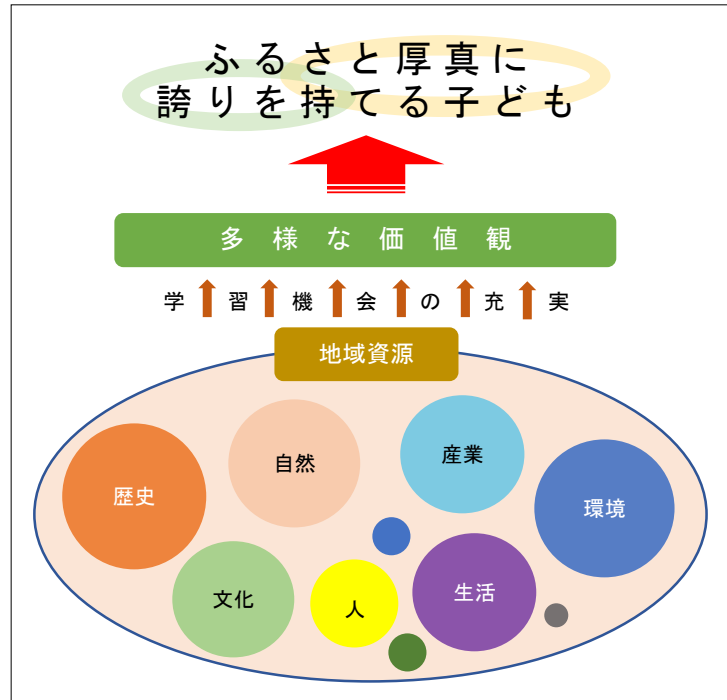 ふるさと厚真に
誇りを持てる子ども
多様な価値観
学習機会の充実
地域資源
歴史
自然
産業
環境
文化
人
生活